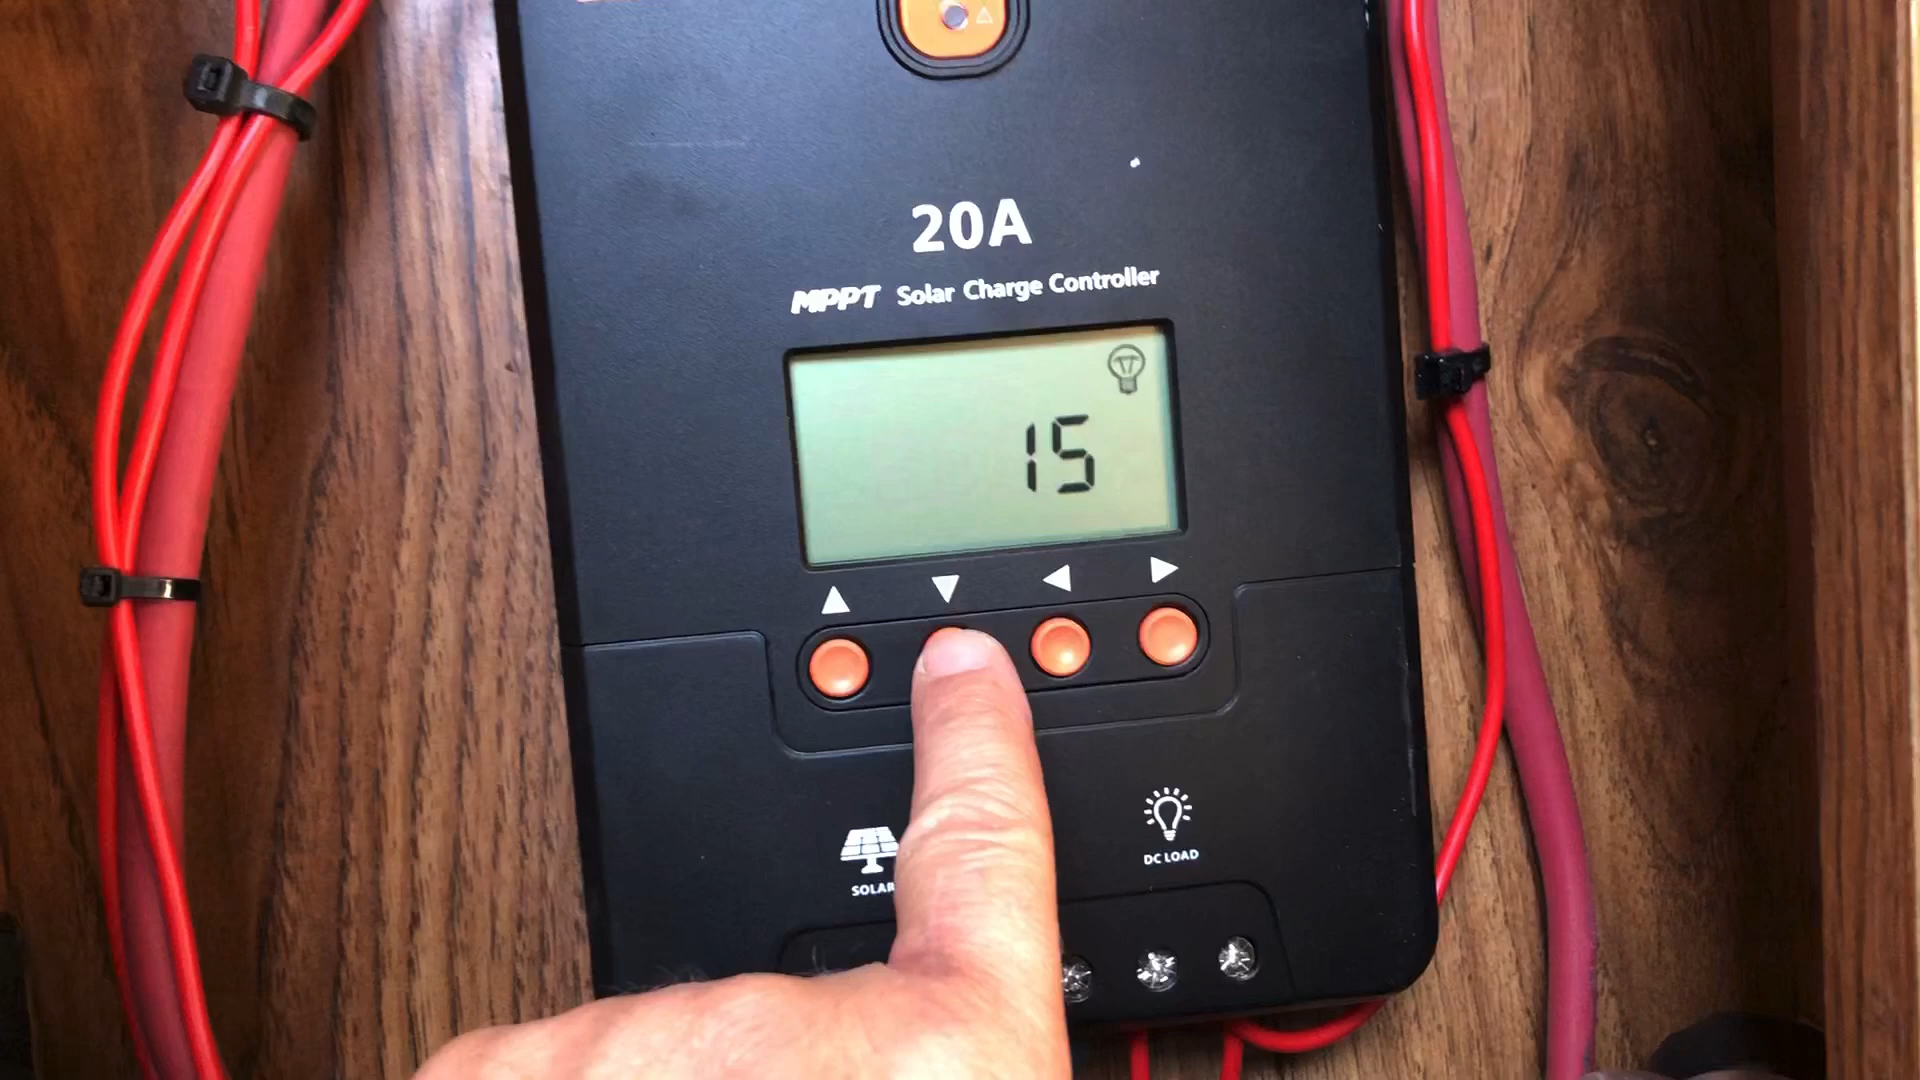 20A
MPPT Solar Charge Controller
15
SOLAR
DC LOAD